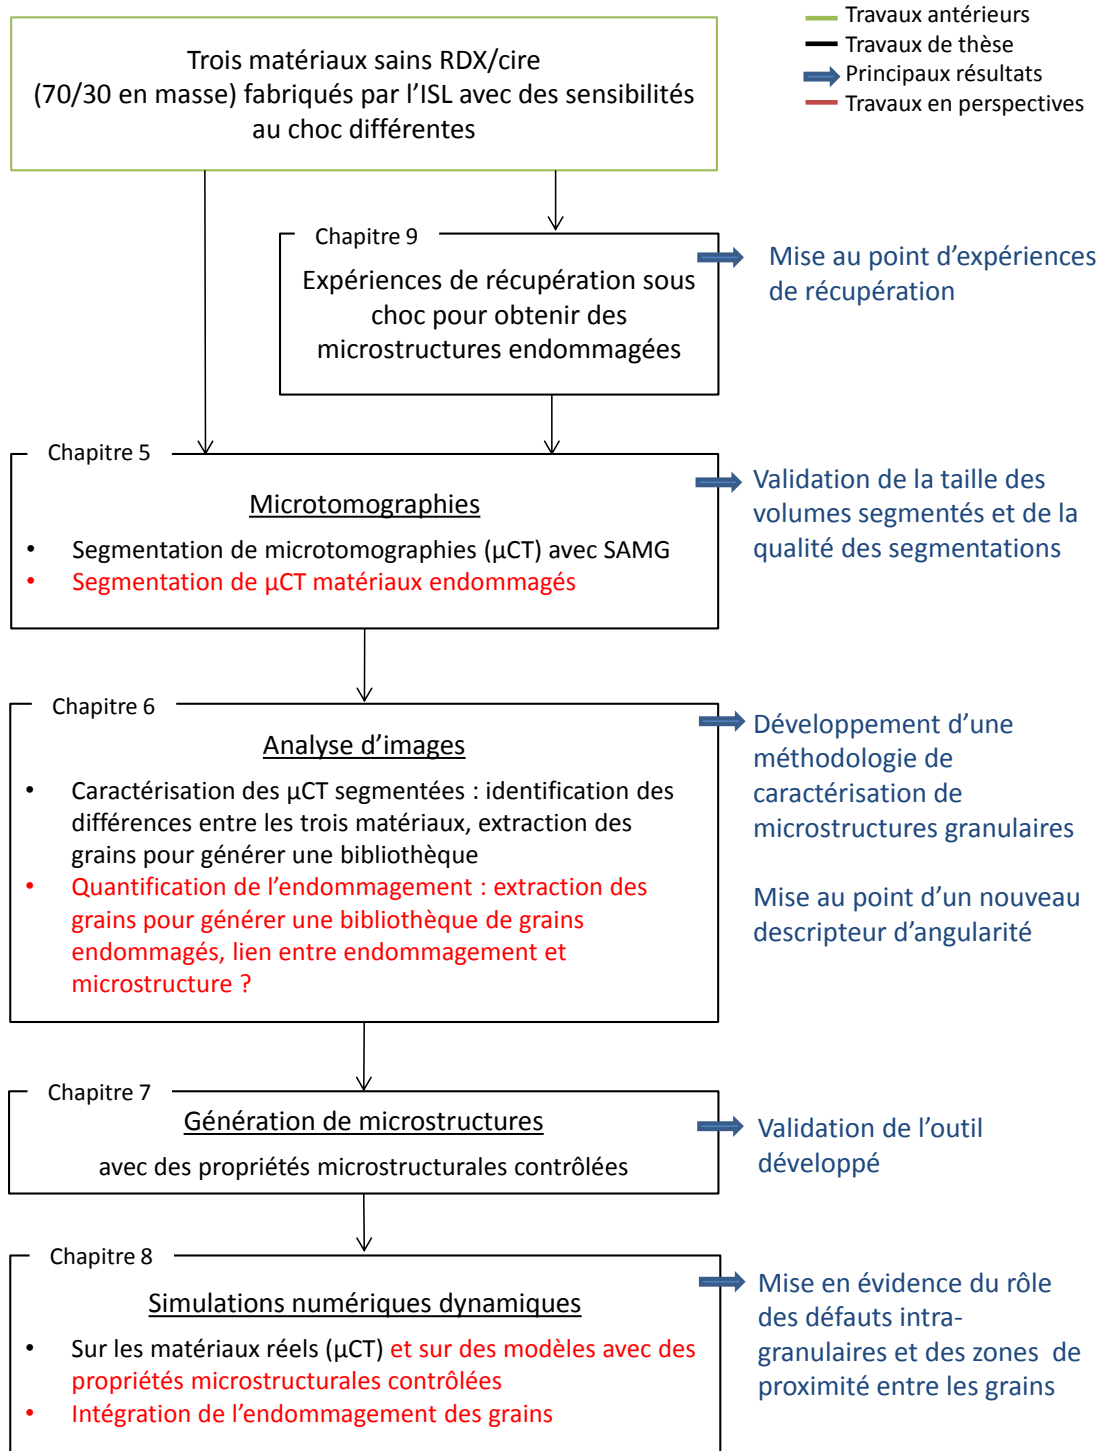 Travaux antérieurs
Travaux de thèse
Principaux résultats
Travaux en perspectives
Trois matériaux sains RDX/cire
(70/30 en masse) fabriqués par l’ISL avec des sensibilités
au choc différentes
Chapitre 9
Expériences de récupération sous
choc pour obtenir des
microstructures endommagées
Mise au point d’expériences
de récupération
Chapitre 5
Microtomographies
• Segmentation de microtomographies (µCT) avec SAMG
• Segmentation de µCT matériaux endommagés
Validation de la taille des
volumes segmentés et de la
qualité des segmentations
Chapitre 6
Analyse d’images
• Caractérisation des µCT segmentées : identification des
différences entre les trois matériaux, extraction des
grains pour générer une bibliothèque
• Quantification de l’endommagement : extraction des
grains pour générer une bibliothèque de grains
endommagés, lien entre endommagement et
microstructure ?
Développement d’une
méthodologie de
caractérisation de
microstructures granulaires
Mise au point d’un nouveau
descripteur d’angularité
Chapitre 7
Génération de microstructures
avec des propriétés microstructurales contrôlées
Validation de l’outil
développé
Chapitre 8
Simulations numériques dynamiques
• Sur les matériaux réels (µCT) et sur des modèles avec des
propriétés microstructurales contrôlées
• Intégration de l’endommagement des grains
Mise en évidence du rôle
des défauts intra-
granulaires et des zones de
proximité entre les grains